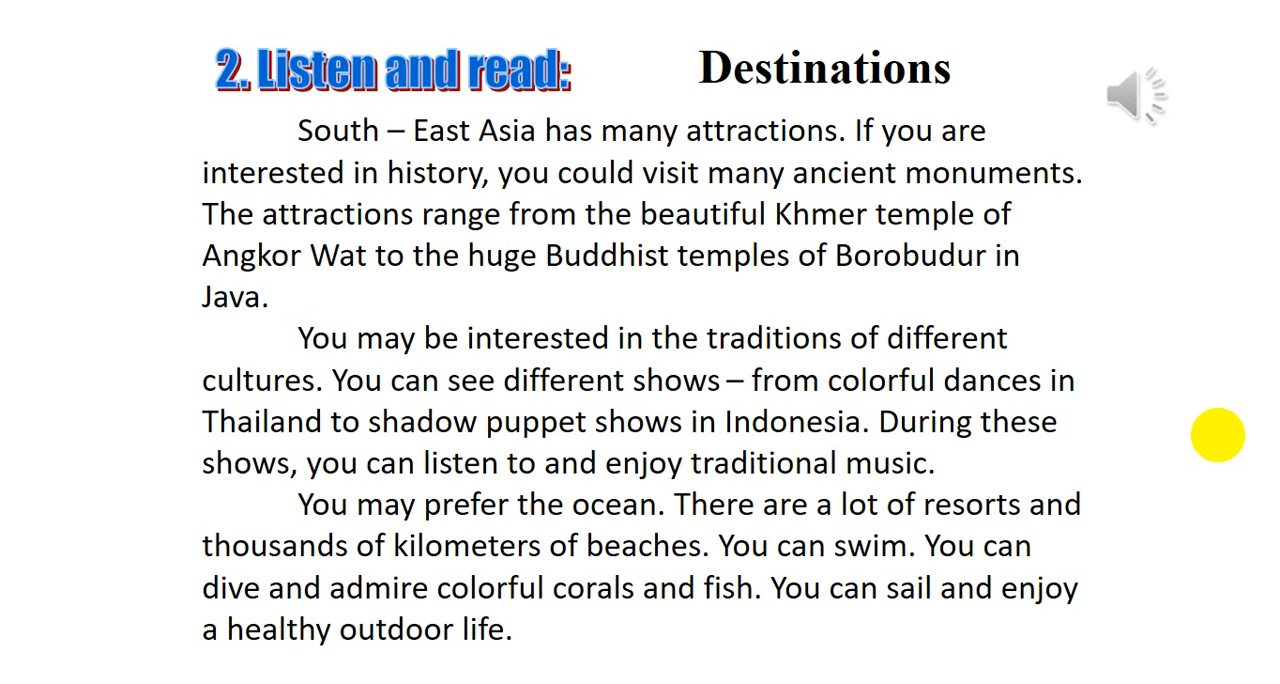 2. Listen and read:
Destinations
South – East Asia has many attractions. If you are
interested in history, you could visit many ancient monuments.
The attractions range from the beautiful Khmer temple of
Angkor Wat to the huge Buddhist temples of Borobudur in
Java.
You may be interested in the traditions of different
cultures. You can see different shows – from colorful dances in
Thailand to shadow puppet shows in Indonesia. During these
shows, you can listen to and enjoy traditional music.
You may prefer the ocean. There are a lot of resorts and
thousands of kilometers of beaches. You can swim. You can
dive and admire colorful corals and fish. You can sail and enjoy
a healthy outdoor life.